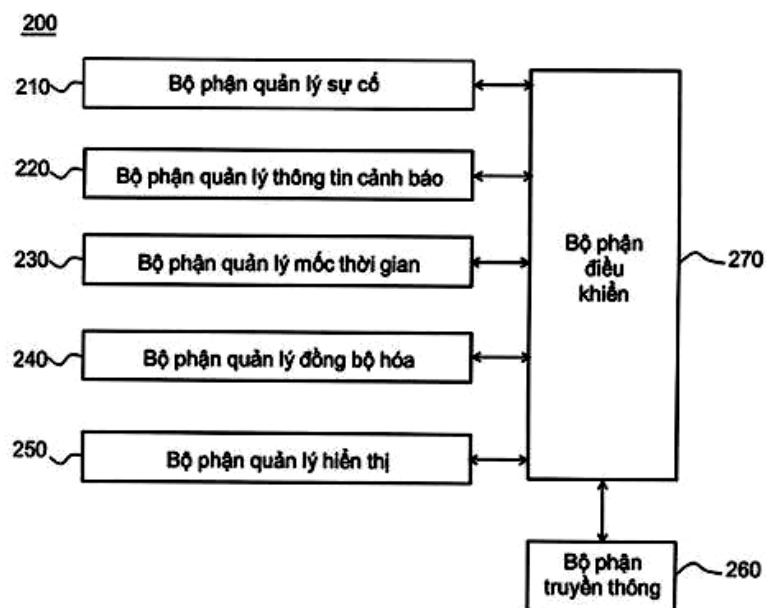 200
210
Bộ phận quản lý sự cố
220
Bộ phận quản lý thông tin cảnh báo
230
Bộ phận quản lý mốc thời gian
240
Bộ phận quản lý đồng bộ hóa
250
Bộ phận quản lý hiển thị
Bộ phận
điều
khiển
270
Bộ phận
truyền thông
260